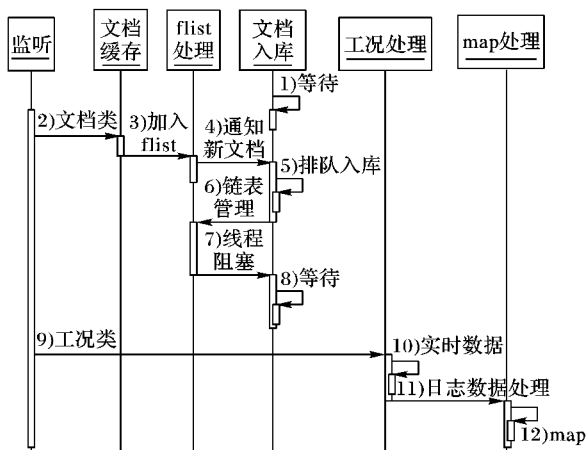 监听
文档
缓存
flist
处理
文档
入库
工况处理
map处理
1)等待
2)文档类
3)加入
flist
4)通知
新文档
5)排队入库
6)链表
管理
7)线程
阻塞
8)等待
9)工况类
10)实时数据
11)日志数据处理
12)map